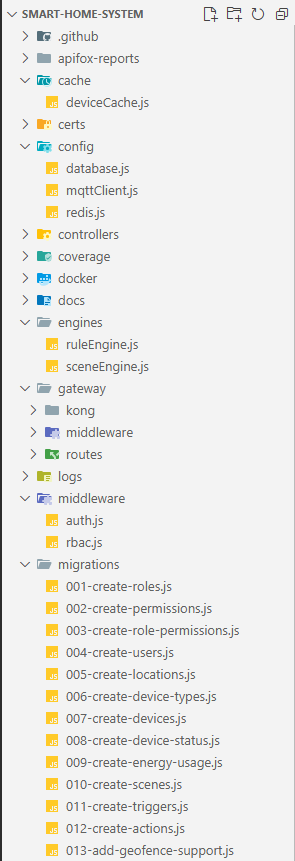 SMART-HOME-SYSTEM
.github
apifox-reports
cache
deviceCache.js
certs
config
database.js
mqttClient.js
redis.js
controllers
coverage
docker
docs
engines
ruleEngine.js
sceneEngine.js
gateway
kong
middleware
routes
logs
middleware
auth.js
rbac.js
migrations
001-create-roles.js
002-create-permissions.js
003-create-role-permissions.js
004-create-users.js
005-create-locations.js
006-create-device-types.js
007-create-devices.js
008-create-device-status.js
009-create-energy-usage.js
010-create-scenes.js
011-create-triggers.js
012-create-actions.js
013-add-geofence-support.js